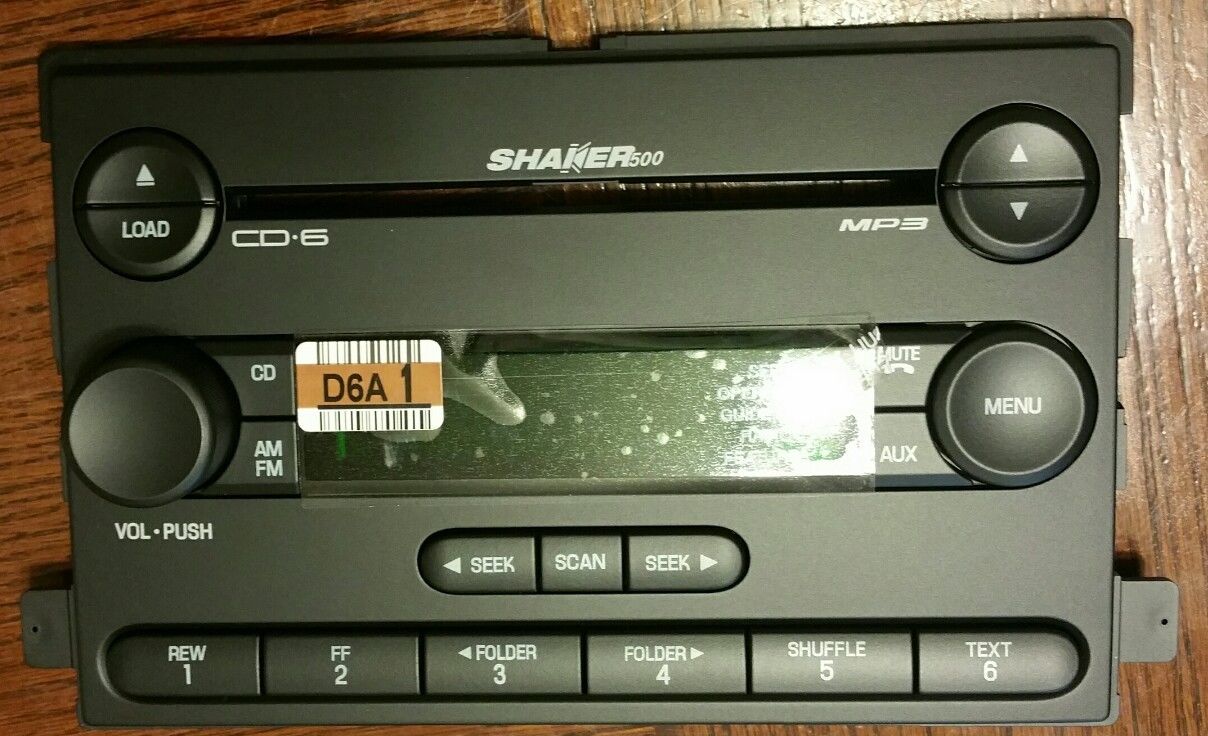 SHAKER500
LOAD
CD·6
MP3
CD
D6A 1
MUTE
MENU
AM
FM
AUX
VOL·PUSH
◀ SEEK
SCAN
SEEK ▶
REW
1
FF
2
◀FOLDER
3
FOLDER▶
4
SHUFFLE
5
TEXT
6